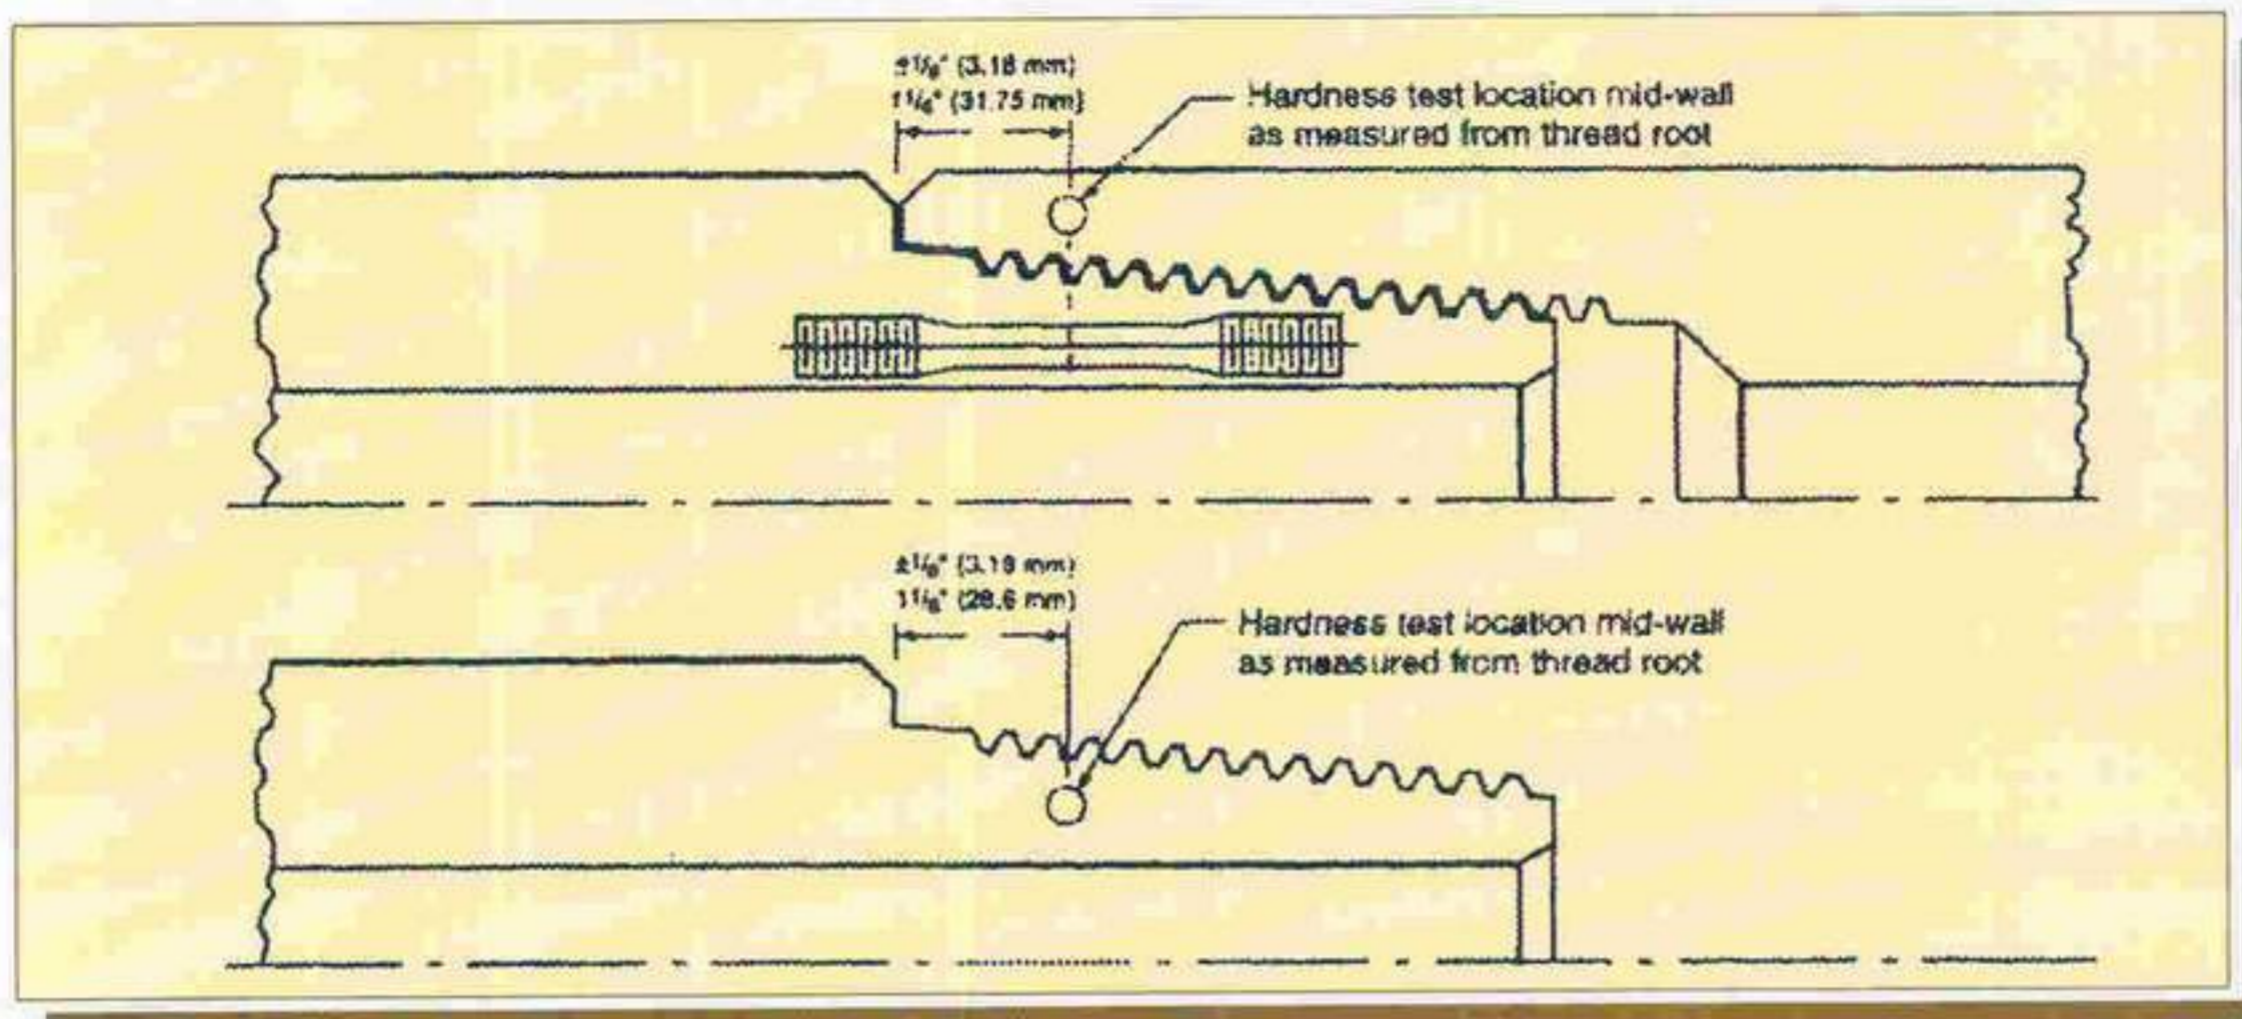 ±1/8" (3.18 mm)
1 1/4" (31.75 mm)
Hardness test location mid-wall
as measured from thread root
±1/8" (3.18 mm)
1 1/8" (28.6 mm)
Hardness test location mid-wall
as measured from thread root